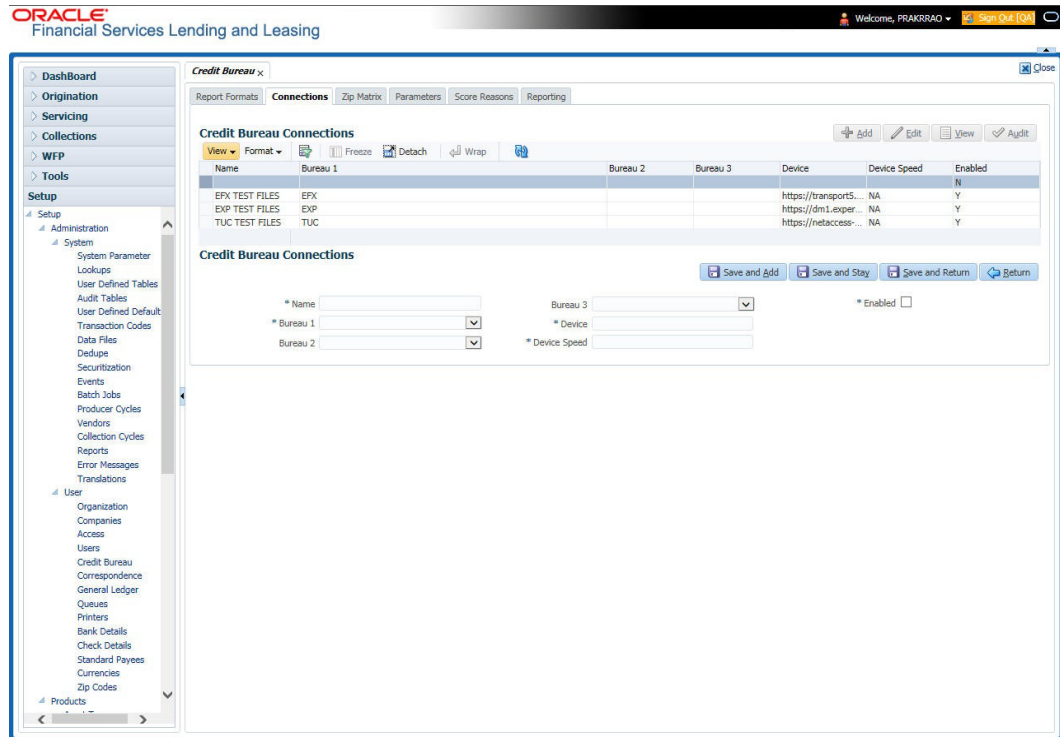 ORACLE
Financial Services Lending and Leasing
Welcome, PRAKRRAO
Sign Out [QA]
DashBoard
Origination
Servicing
Collections
WFP
Tools
Setup
Setup
Administration
System
System Parameter
Lookups
User Defined Tables
Audit Tables
User Defined Default
Transaction Codes
Data Files
Dedupe
Securitization
Events
Batch Jobs
Producer Cycles
Vendors
Collection Cycles
Reports
Error Messages
Translations
User
Organization
Companies
Access
Users
Credit Bureau
Correspondence
General Ledger
Queues
Printers
Bank Details
Check Details
Standard Payees
Currencies
Zip Codes
Products
Credit Bureau x
Close
Report Formats Connections Zip Matrix Parameters Score Reasons Reporting
Credit Bureau Connections
Add Edit View Audit
View Format Freeze Detach Wrap
Name Bureau 1 Bureau 2 Bureau 3 Device Device Speed Enabled
N
EFX TEST FILES EFX https://transport5.... NA Y
EXP TEST FILES EXP https://dm1.exper... NA Y
TUC TEST FILES TUC https://netaccess-... NA Y
Credit Bureau Connections
Save and Add Save and Stay Save and Return Return
* Name
* Bureau 1
Bureau 2
Bureau 3
* Device
* Device Speed
* Enabled